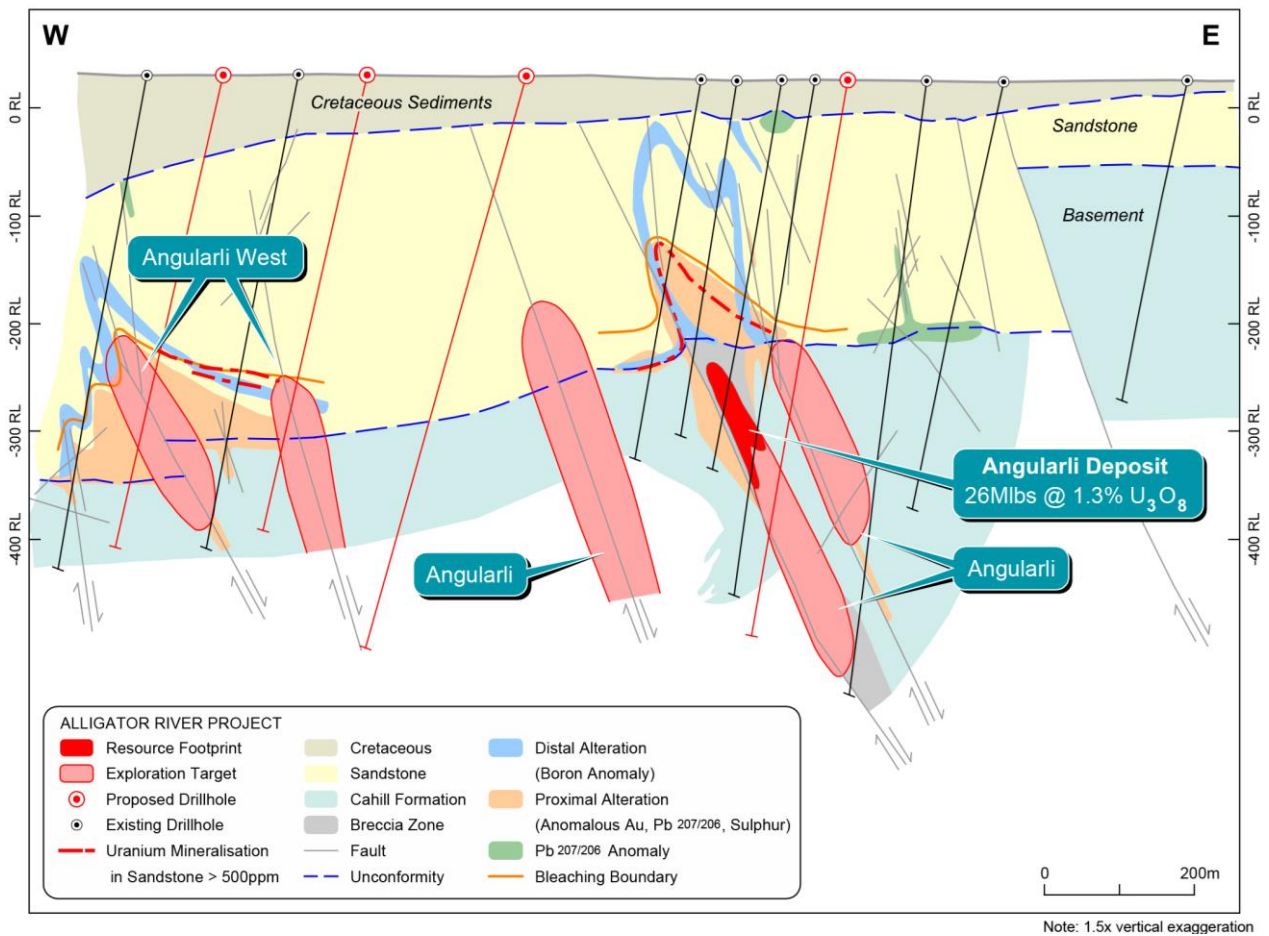 W
E
Cretaceous Sediments
Sandstone
Basement
0 RL
-100 RL
-200 RL
-300 RL
-400 RL
0 RL
-100 RL
200 RL
-300 RL
-400 RL
Angularli West
Angularli Deposit
26Mlbs @ 1.3% U3O8
Angularli
Angularli
ALLIGATOR RIVER PROJECT
Resource Footprint
Exploration Target
Proposed Drillhole
Existing Drillhole
Uranium Mineralisation
in Sandstone > 500ppm
Cretaceous
Sandstone
Cahill Formation
Breccia Zone
Fault
Unconformity
Distal Alteration
(Boron Anomaly)
Proximal Alteration
(Anomalous Au, Pb 207/206, Sulphur)
Pb 207/206 Anomaly
Bleaching Boundary
0 200m
Note: 1.5x vertical exaggeration